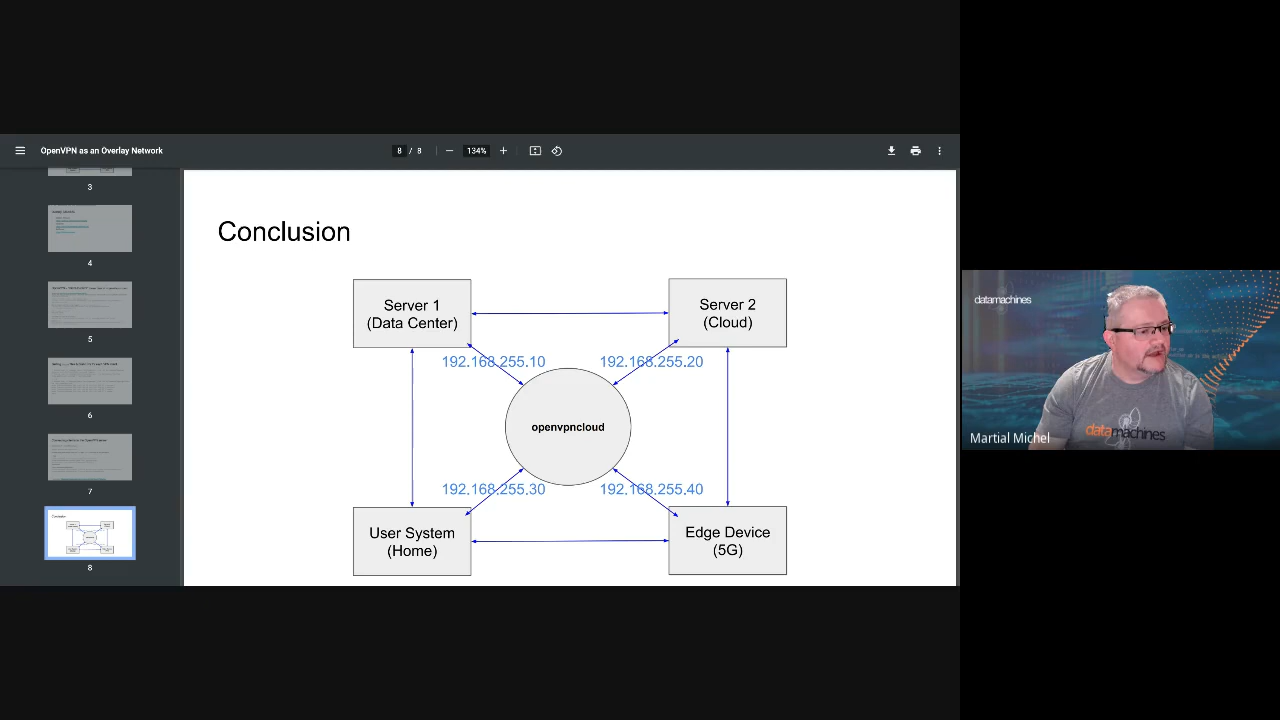 OpenVPN as an Overlay Network
8 / 8
134%
3
4
5
6
7
8
Conclusion
Server 1
(Data Center)
Server 2
(Cloud)
192.168.255.10
192.168.255.20
openvpncloud
192.168.255.30
192.168.255.40
User System
(Home)
Edge Device
(5G)
datamachines
datamachines
Martial Michel